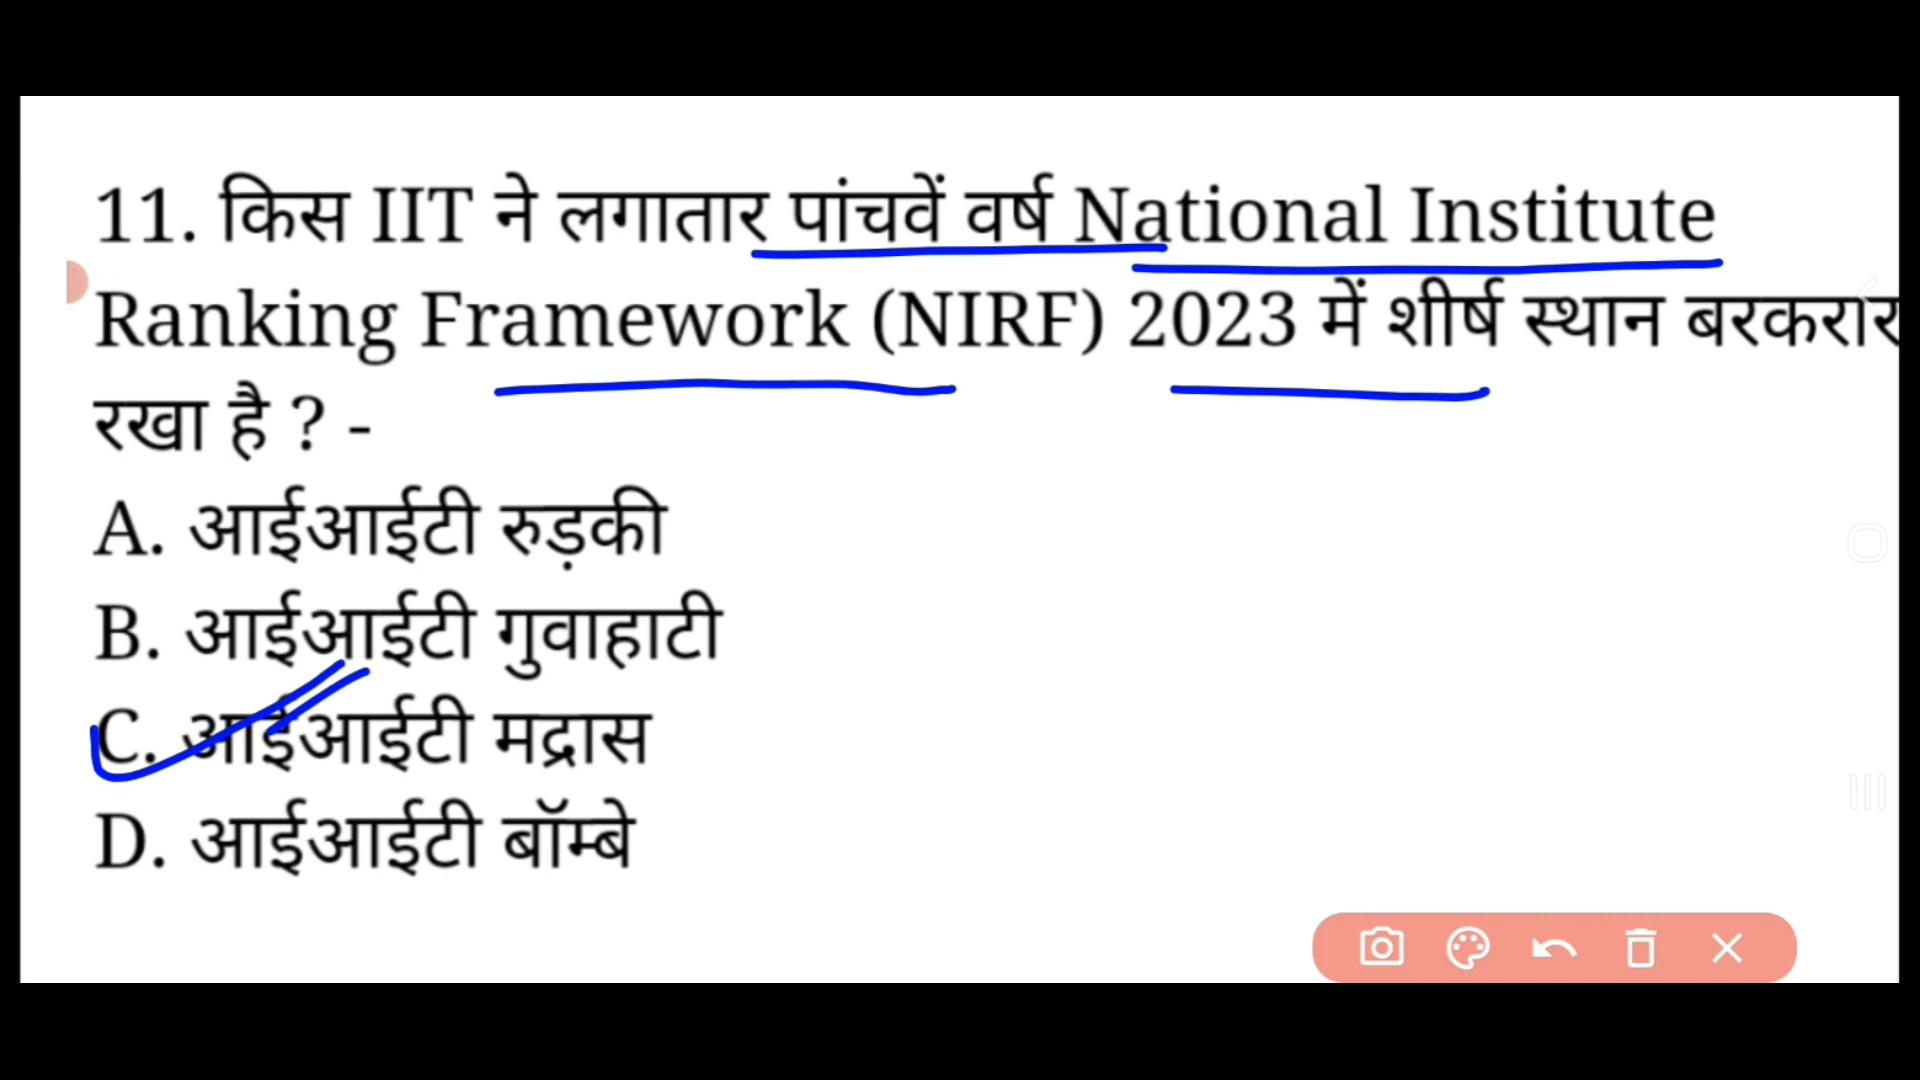 11. किस IIT ने लगातार पांचवें वर्ष National Institute
Ranking Framework (NIRF) 2023 में शीर्ष स्थान बरकरार
रखा है ? -
A. आईआईटी रुड़की
B. आईआईटी गुवाहाटी
C. आईआईटी मद्रास
D. आईआईटी बॉम्बे